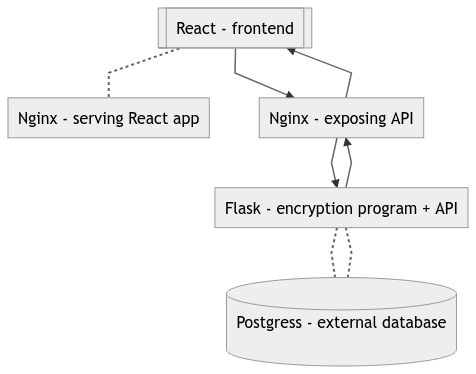 React - frontend
Nginx - serving React app
Nginx - exposing API
Flask - encryption program + API
Postgress - external database